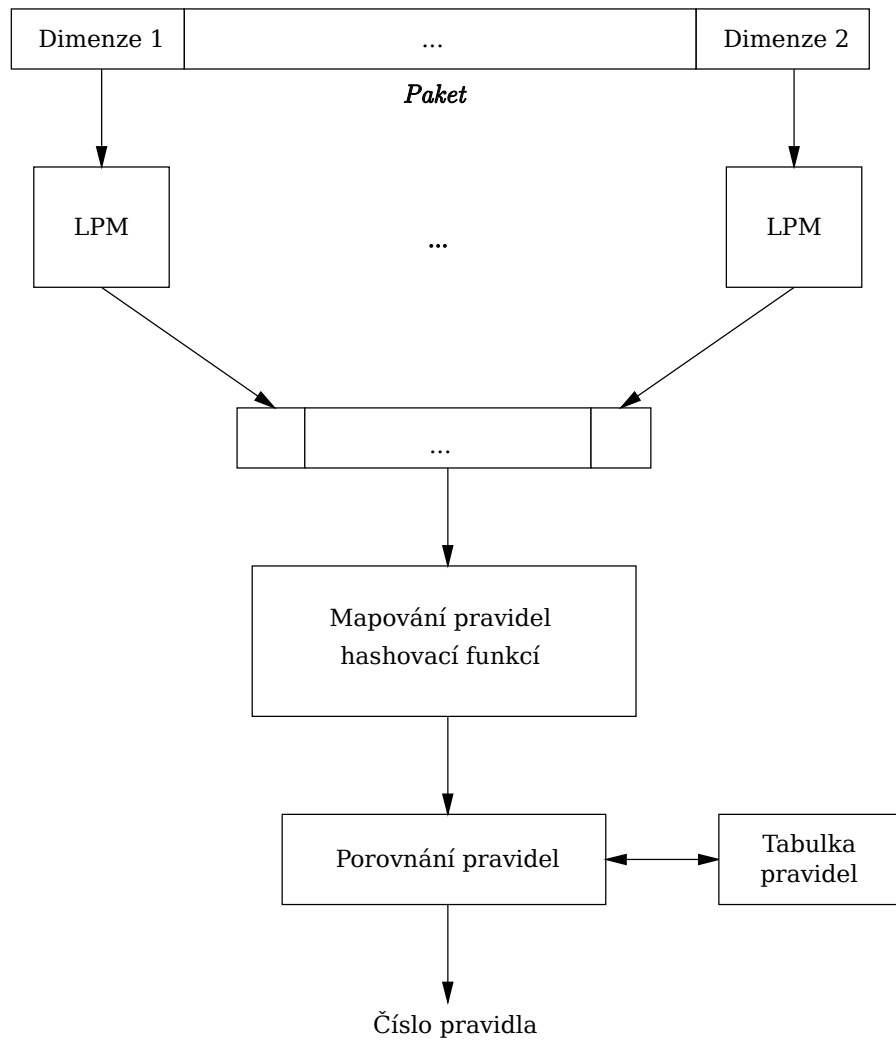 Dimenze 1
...
Dimenze 2
Paket
LPM
...
LPM
...
Mapování pravidel
hashovací funkcí
Porovnání pravidel
Tabulka
pravidel
Číslo pravidla